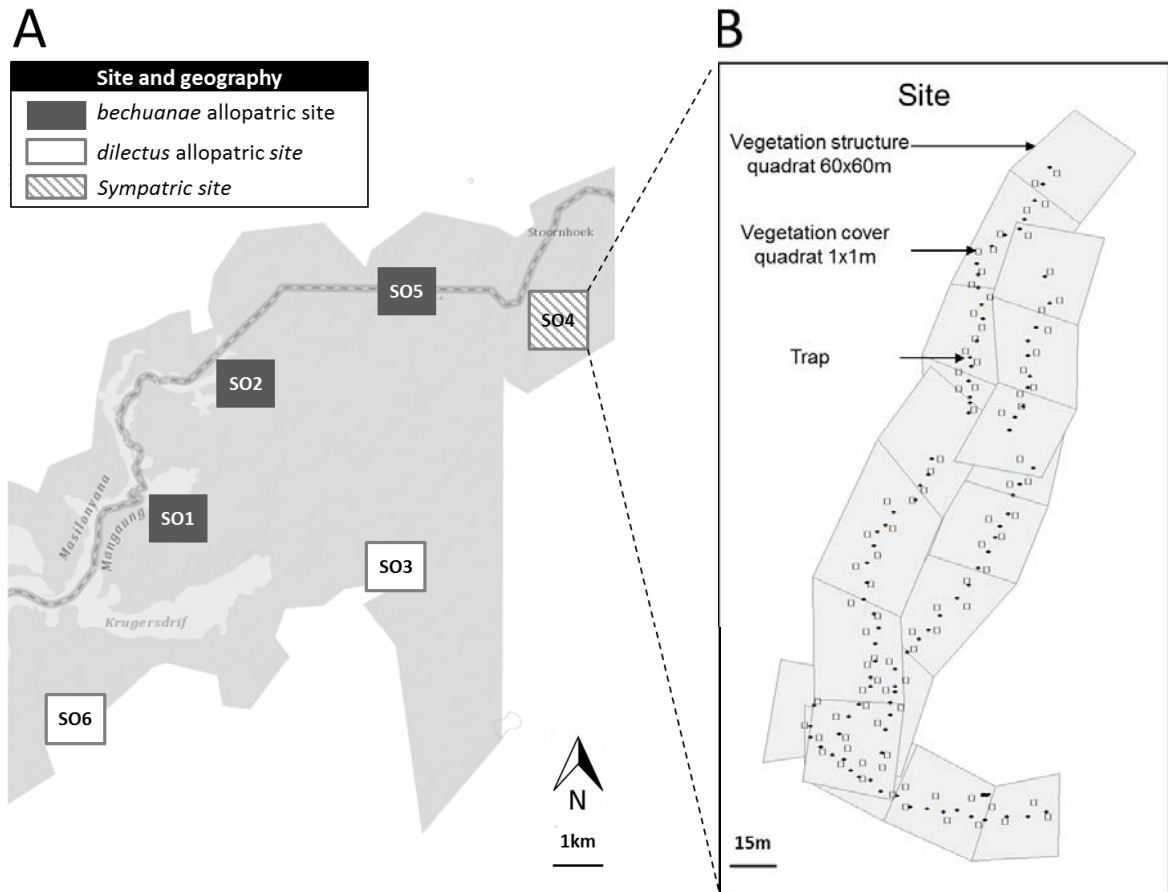 A
Site and geography
bechuanae allopatric site
dilectus allopatric site
Sympatric site
Stoornhoek
SO5
SO4
SO2
SO1
Masilonyana
Mangaung
SO3
Krugersdrif
SO6
N
1km
B
Site
Vegetation structure
quadrat 60x60m
Vegetation cover
quadrat 1x1m
Trap
15m